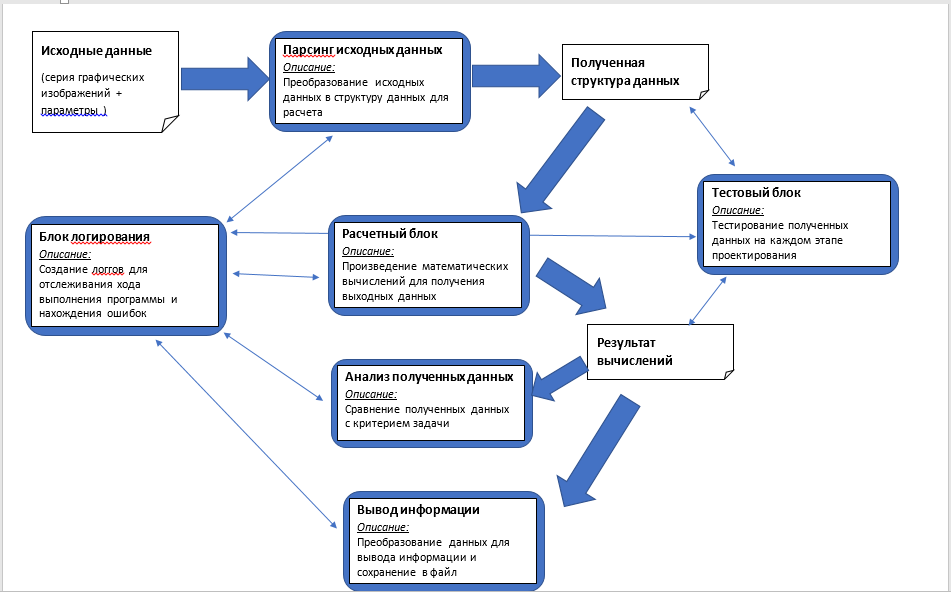 Исходные данные
(серия графических
изображений +
параметры )
Парсинг исходных данных
Описание:
Преобразование исходных
данных в структуру данных для
расчета
Полученная
структура данных
Тестовый блок
Описание:
Тестирование полученных
данных на каждом этапе
проектирования
Блок логирования
Описание:
Создание логгов для
отслеживания хода
выполнения программы и
нахождения ошибок
Расчетный блок
Описание:
Произведение математических
вычислений для получения
выходных данных
Результат
вычислений
Анализ полученных данных
Описание:
Сравнение полученных данных
с критерием задачи
Вывод информации
Описание:
Преобразование данных для
вывода информации и
сохранение в файл